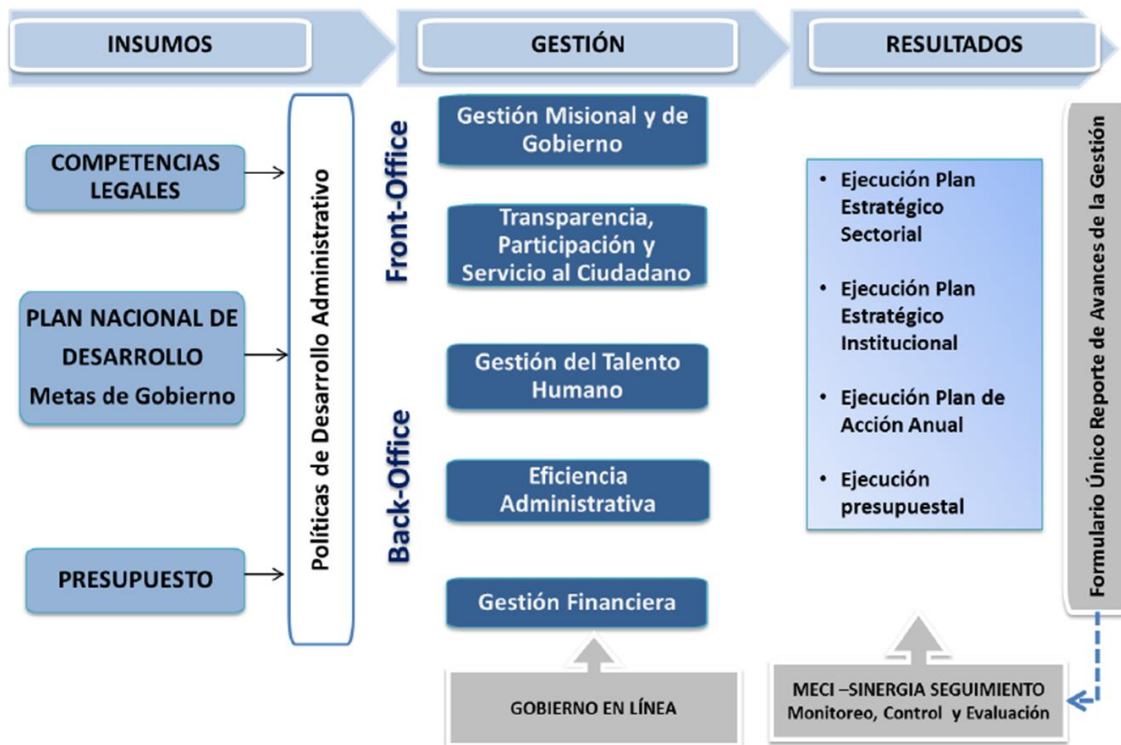 INSUMOS
GESTIÓN
RESULTADOS
COMPETENCIAS
LEGALES
PLAN NACIONAL DE
DESARROLLO
Metas de Gobierno
PRESUPUESTO
Políticas de Desarrollo Administrativo
Front-Office
Back-Office
Gestión Misional y de
Gobierno
Transparencia,
Participación y
Servicio al Ciudadano
Gestión del Talento
Humano
Eficiencia
Administrativa
Gestión Financiera
GOBIERNO EN LÍNEA
• Ejecución Plan
Estratégico
Sectorial
• Ejecución Plan
Estratégico
Institucional
• Ejecución Plan de
Acción Anual
• Ejecución
presupuestal
MECI –SINERGIA SEGUIMIENTO
Monitoreo, Control y Evaluación
Formulario Único Reporte de Avances de la Gestión